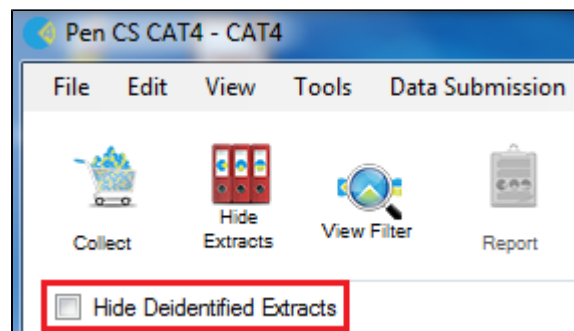 Pen CS CAT4 - CAT4
File Edit View Tools Data Submission
Collect
Hide
Extracts
View Filter
Report
Hide Deidentified Extracts